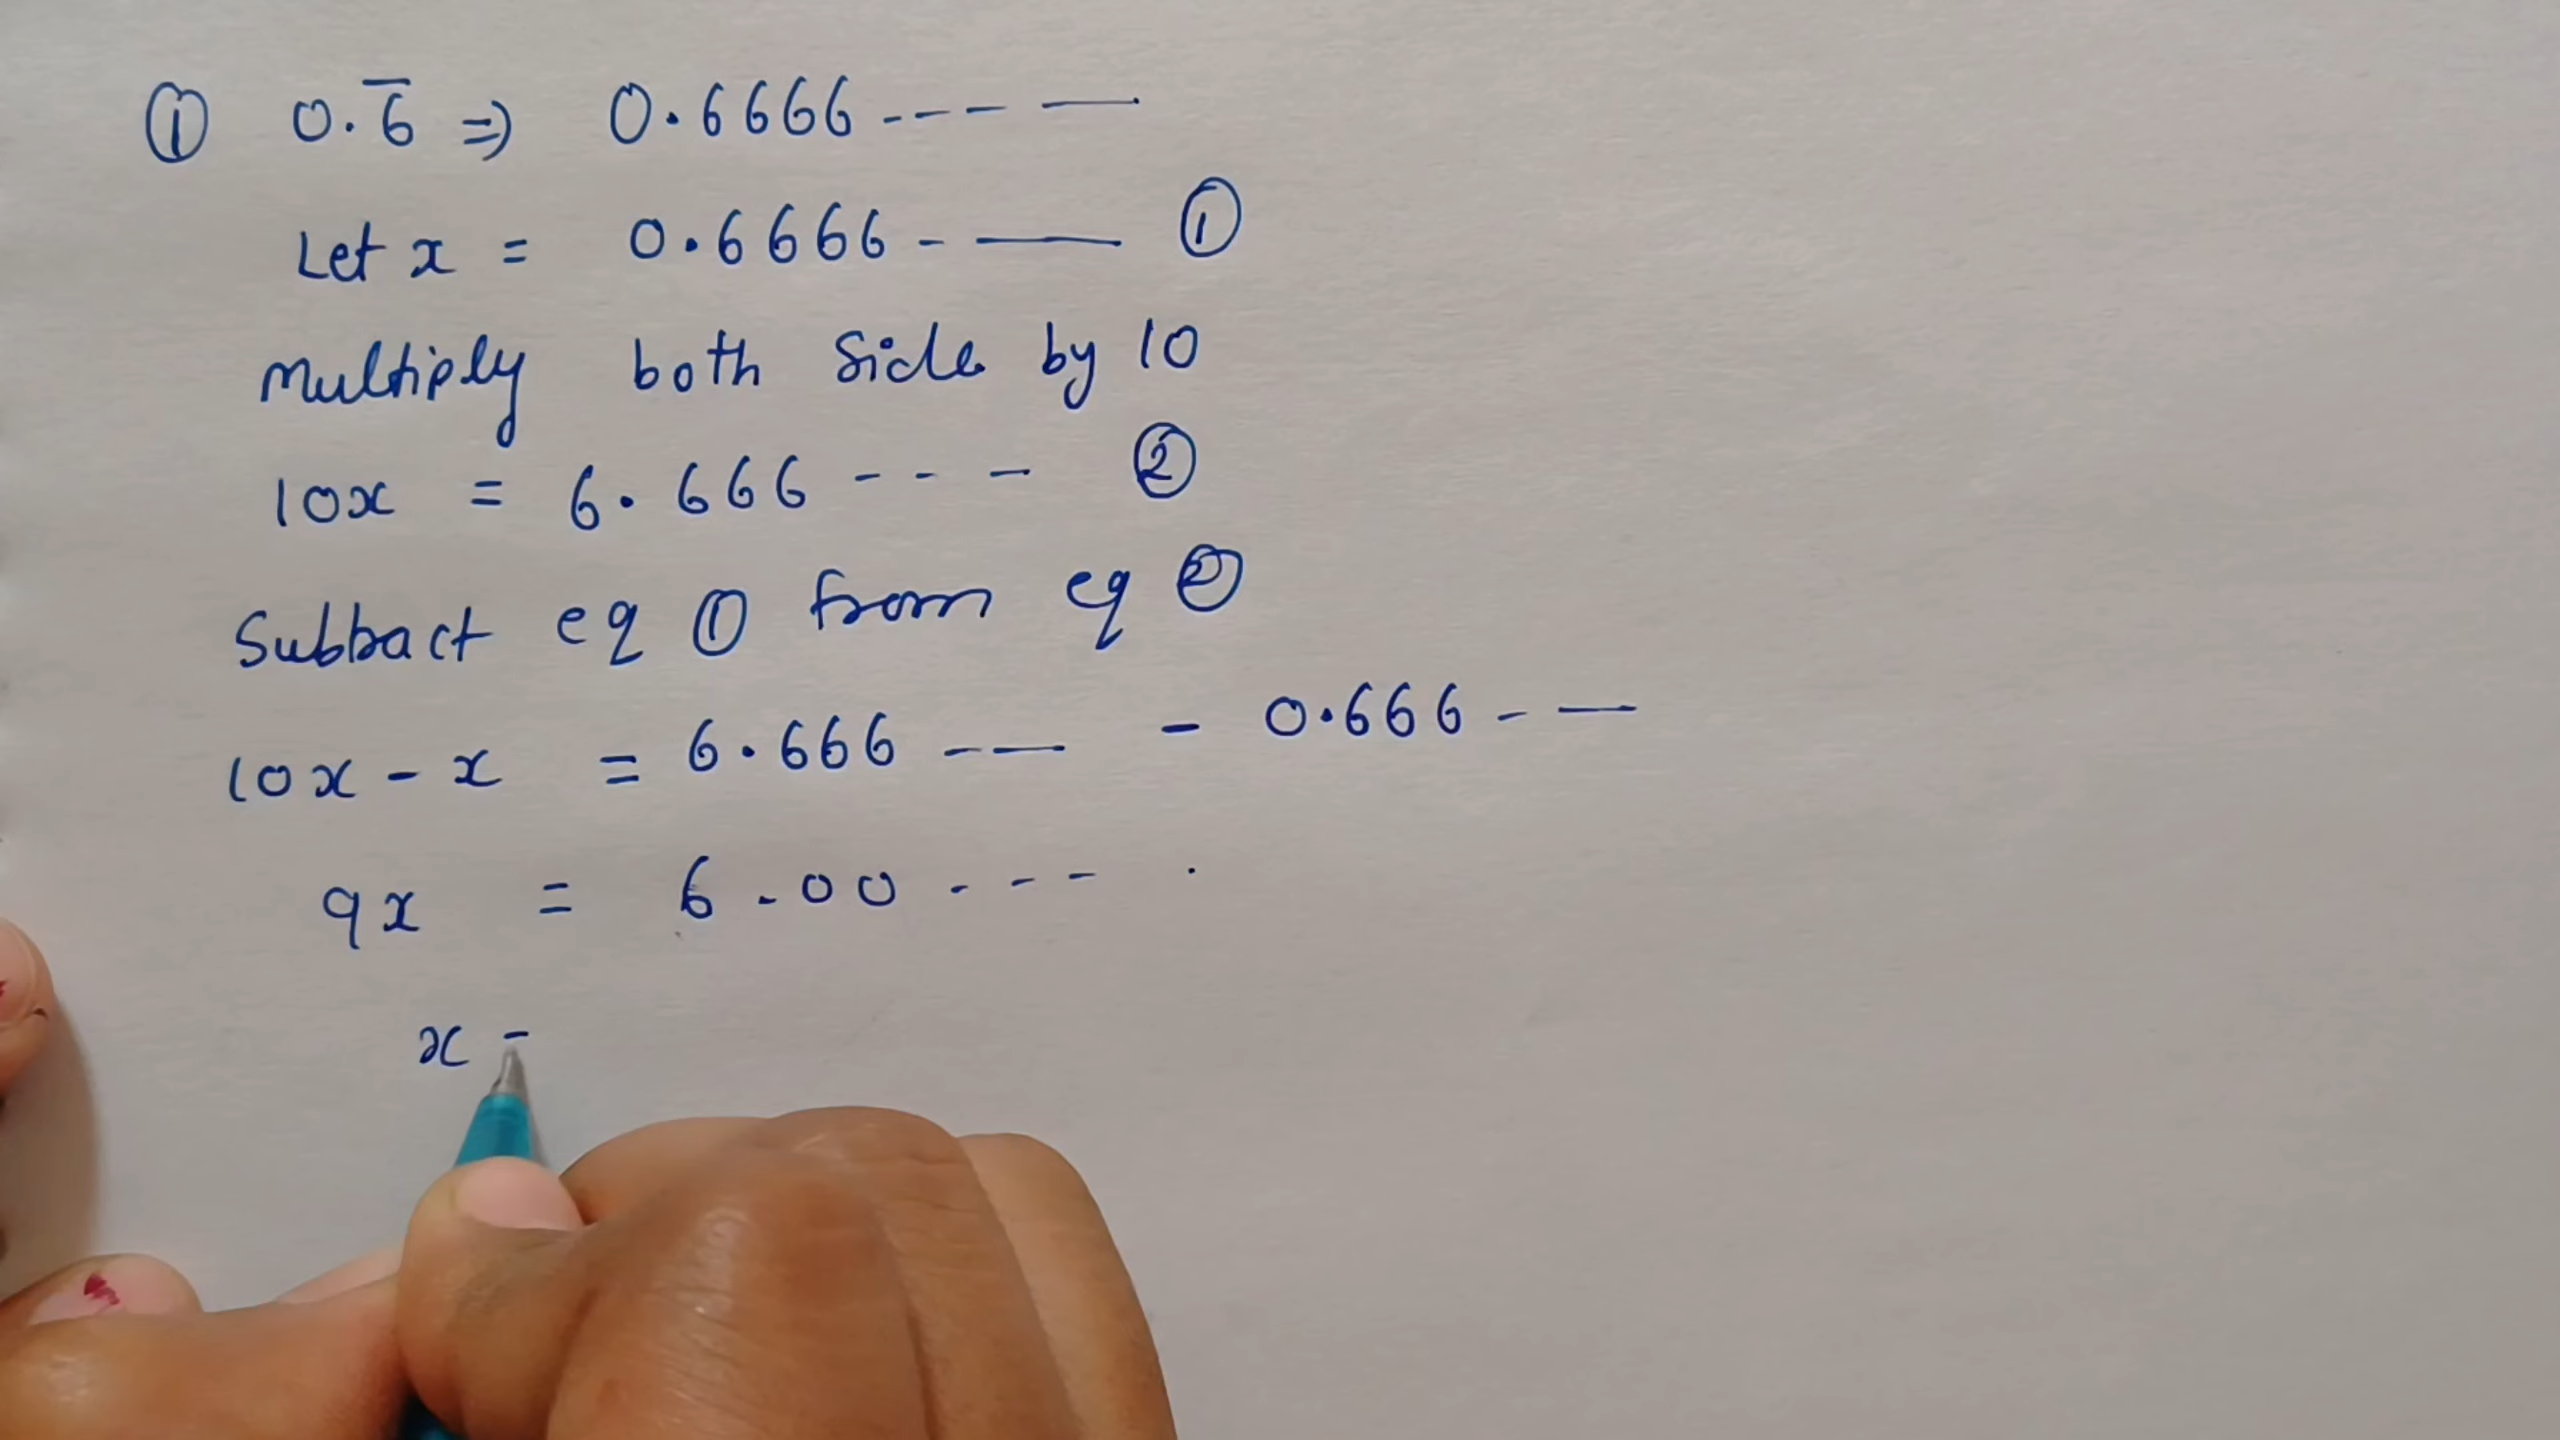 ① 0.6̅ ⇒ 0.6666 - - - —
Let x = 0.6666 - — ①
Multiply both side by 10
10x = 6.666 - - - ②
Subtract eq ① from eq ②
10x - x = 6.666 - — - 0.666 - —
9x = 6.00 - - - .
x -